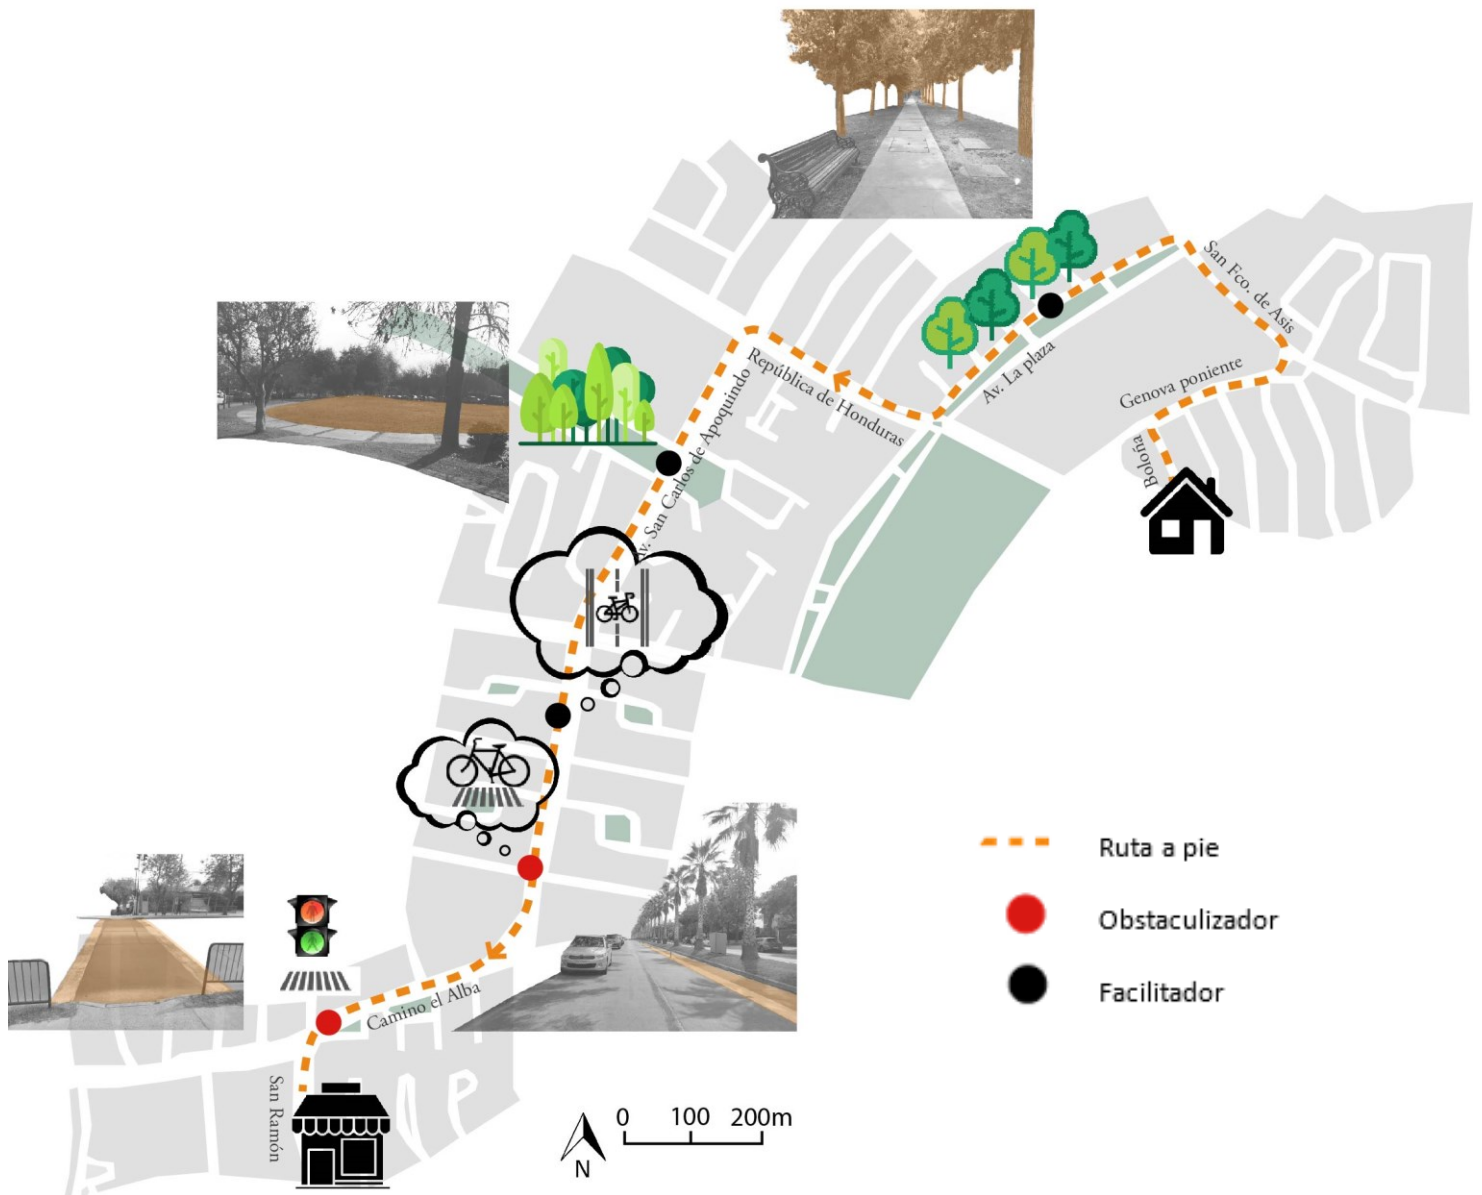 San Fco. de Asis
Av. La plaza
Genova poniente
República de Honduras
Boloña
Av. San Carlos de Apoquindo
Camino el Alba
San Ramón
Ruta a pie
Obstaculizador
Facilitador
0 100 200m
N